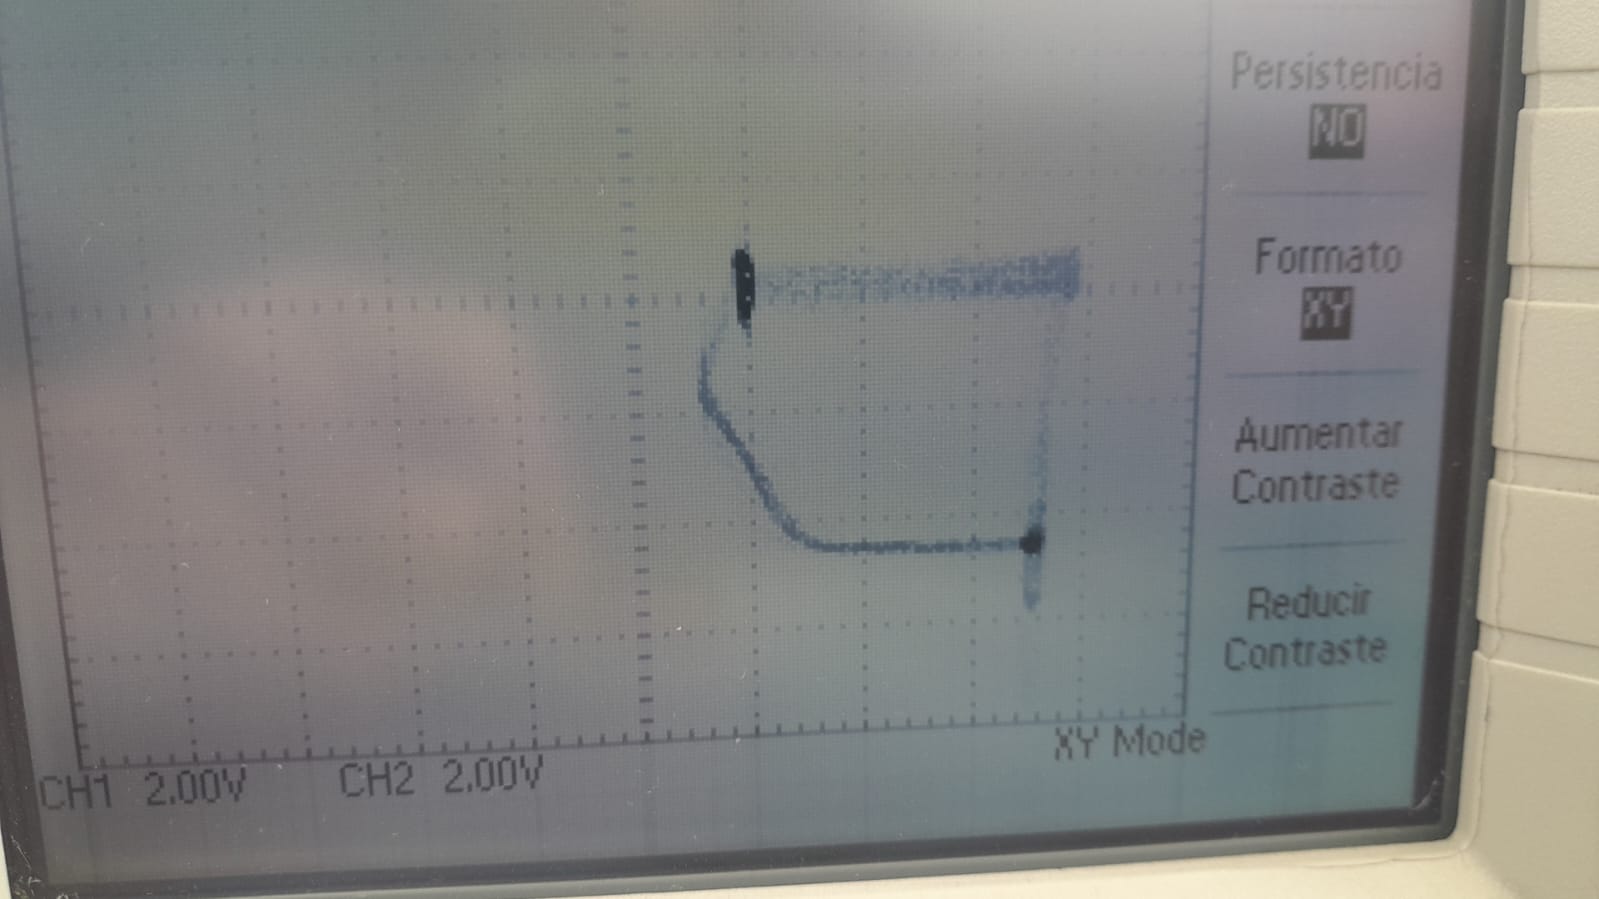 Persistencia
NO
Formato
XY
Aumentar
Contraste
Reducir
Contraste
XY Mode
CH1 2.00V CH2 2.00V